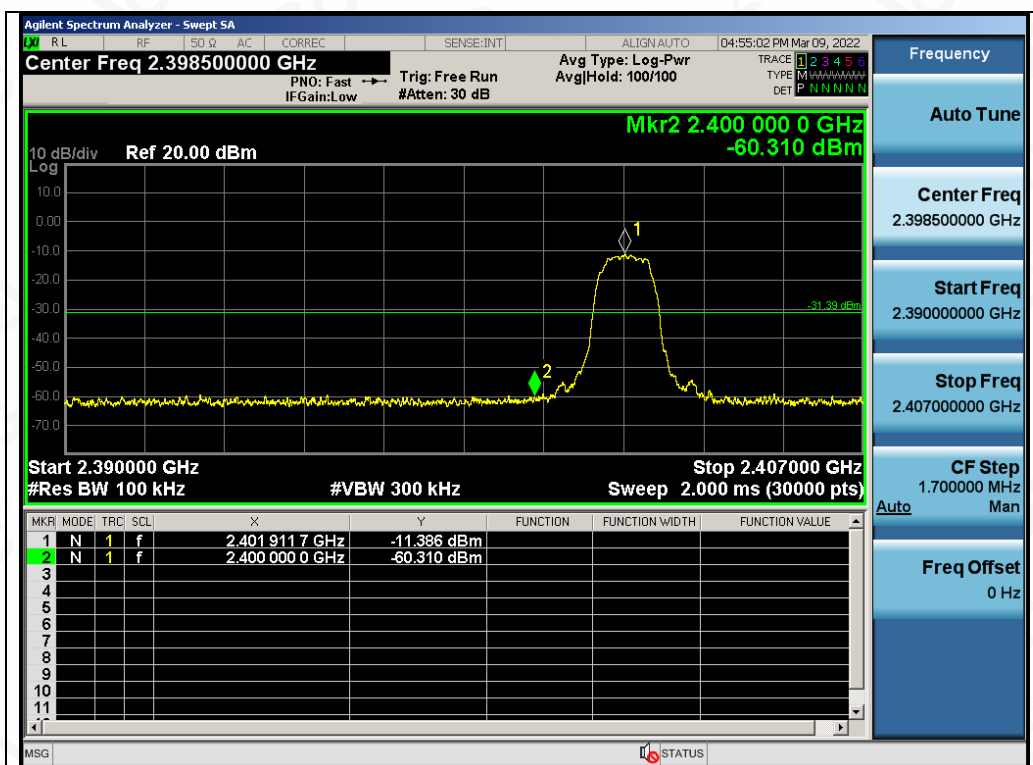 Agilent Spectrum Analyzer - Swept SA
LXI RL RF 50 Ω AC CORREC SENSE:INT ALIGN AUTO 04:55:02 PM Mar 09, 2022
Center Freq 2.398500000 GHz
PNO: Fast
IFGain:Low
Trig: Free Run
#Atten: 30 dB
Avg Type: Log-Pwr
Avg|Hold: 100/100
TRACE 1 2 3 4 5 6
TYPE M WWWWW
DET P N N N N N
Mkr2 2.400 000 0 GHz
-60.310 dBm
10 dB/div Ref 20.00 dBm
Log
10.0
0.00
-10.0
-20.0
-30.0
-40.0
-50.0
-60.0
-70.0
1
2
-31.39 dBm
Start 2.390000 GHz Stop 2.407000 GHz
#Res BW 100 kHz #VBW 300 kHz Sweep 2.000 ms (30000 pts)
MKR MODE TRC SCL X Y FUNCTION FUNCTION WIDTH FUNCTION VALUE
1 N 1 f 2.401 911 7 GHz -11.386 dBm
2 N 1 f 2.400 000 0 GHz -60.310 dBm
3
4
5
6
7
8
9
10
11
MSG STATUS
Frequency
Auto Tune
Center Freq
2.398500000 GHz
Start Freq
2.390000000 GHz
Stop Freq
2.407000000 GHz
CF Step
1.700000 MHz
Auto Man
Freq Offset
0 Hz